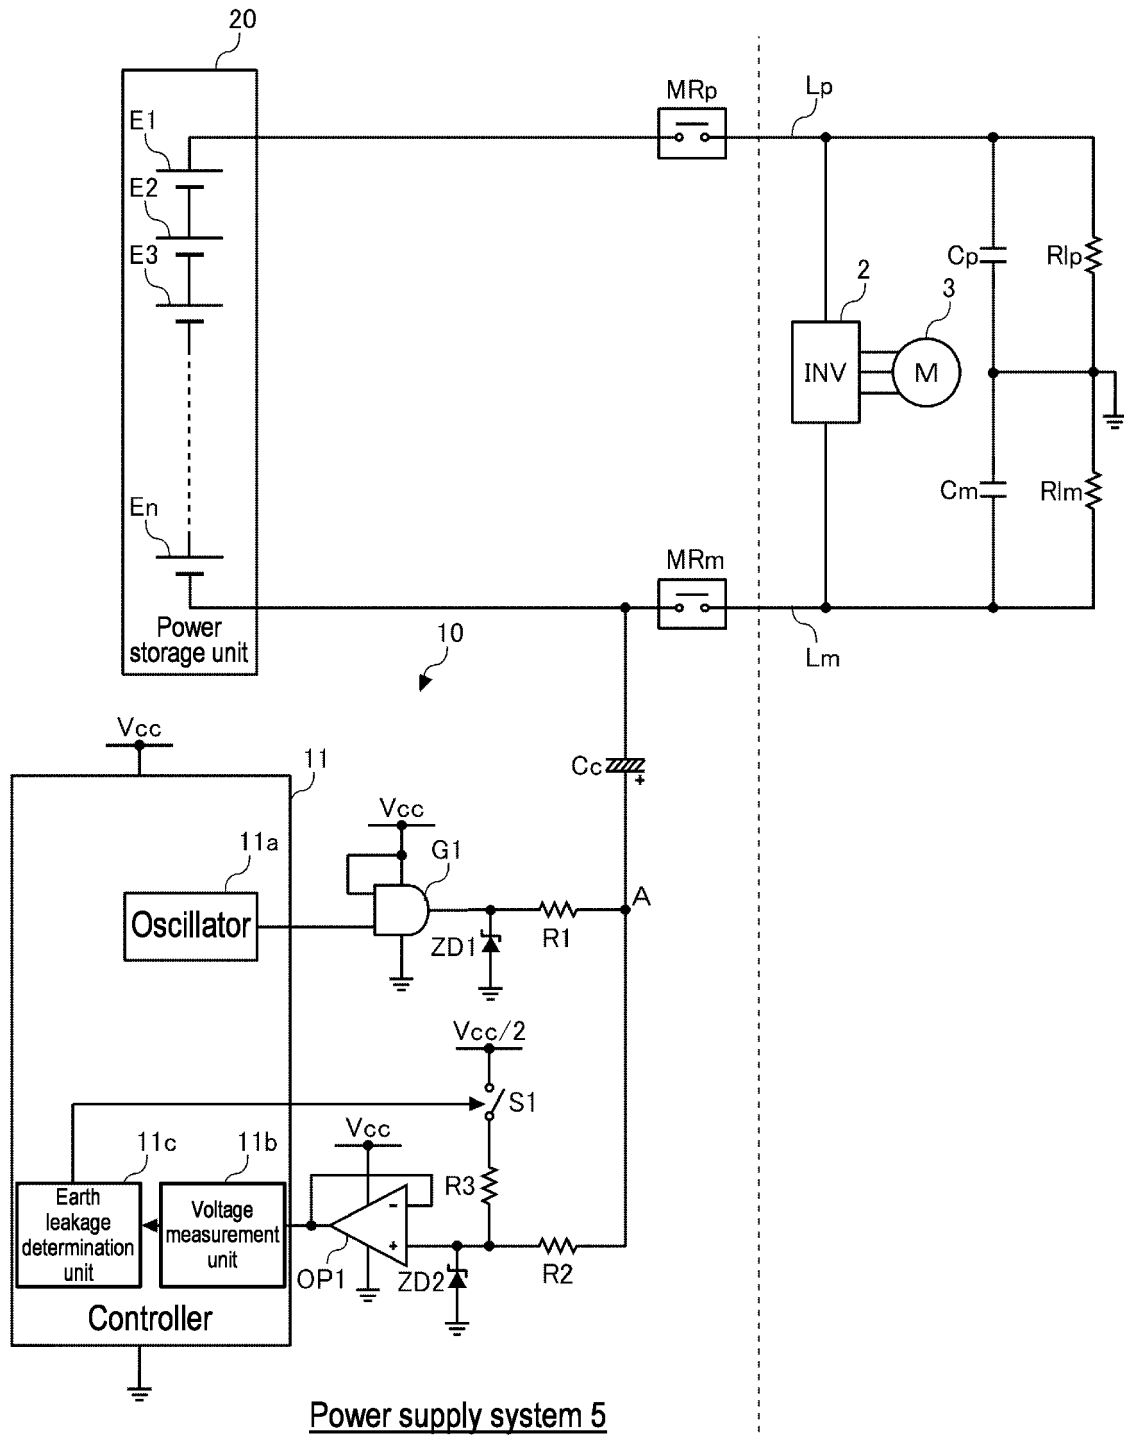 20
MRp
Lp
E1
E2
E3
Cp
Rlp
2
3
INV
M
En
Cm
Rlm
MRm
Power
storage unit
10
Lm
Vcc
11
Cc
+
Vcc
11a
G1
A
Oscillator
ZD1
R1
Vcc/2
S1
Vcc
11c
11b
R3
Earth
leakage
determination
unit
Voltage
measurement
unit
-
+
OP1
ZD2
R2
Controller
Power supply system 5